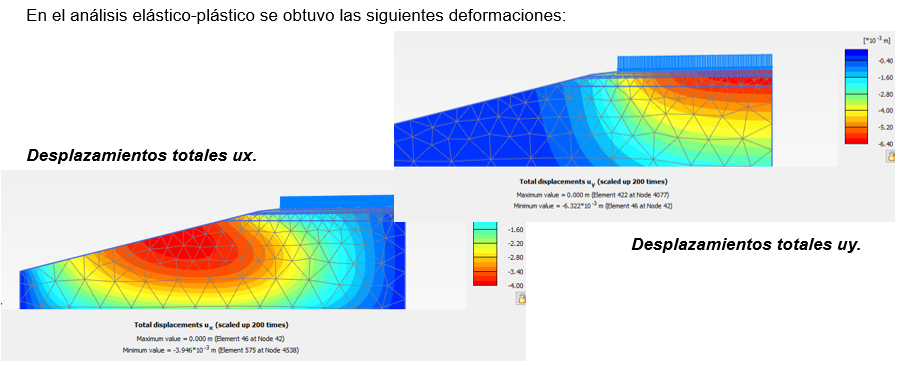 En el análisis elástico-plástico se obtuvo las siguientes deformaciones:
[*10 -3 m]
-0.40
-1.60
-2.80
-4.00
-5.20
-6.40
Total displacements uy (scaled up 200 times)
Maximum value = 0.000 m (Element 422 at Node 4077)
Minimum value = -6.322*10 -3 m (Element 46 at Node 42)
Desplazamientos totales ux.
Desplazamientos totales uy.
-1.60
-2.20
-2.80
-3.40
-4.00
Total displacements ux (scaled up 200 times)
Maximum value = 0.000 m (Element 46 at Node 42)
Minimum value = -3.946*10 -3 m (Element 575 at Node 4538)